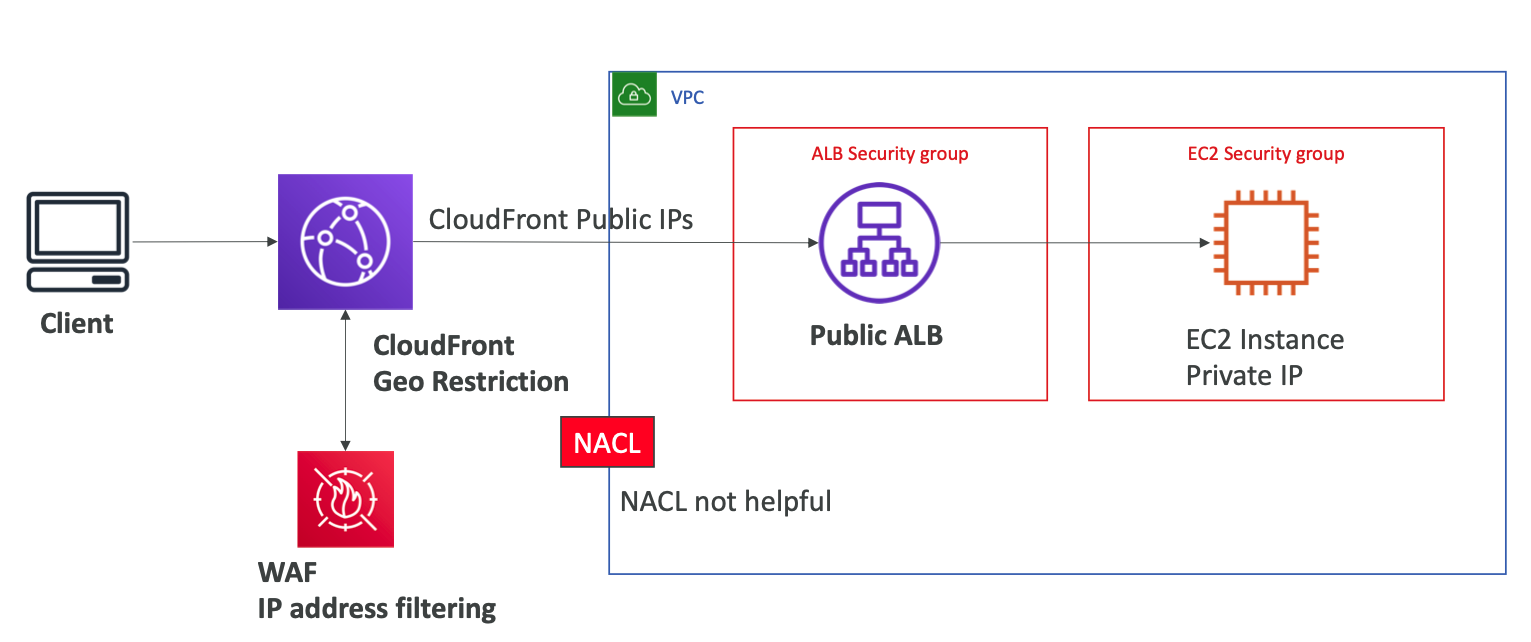 VPC
ALB Security group
EC2 Security group
CloudFront Public IPs
Client
Public ALB
EC2 Instance
Private IP
CloudFront
Geo Restriction
NACL
NACL not helpful
WAF
IP address filtering